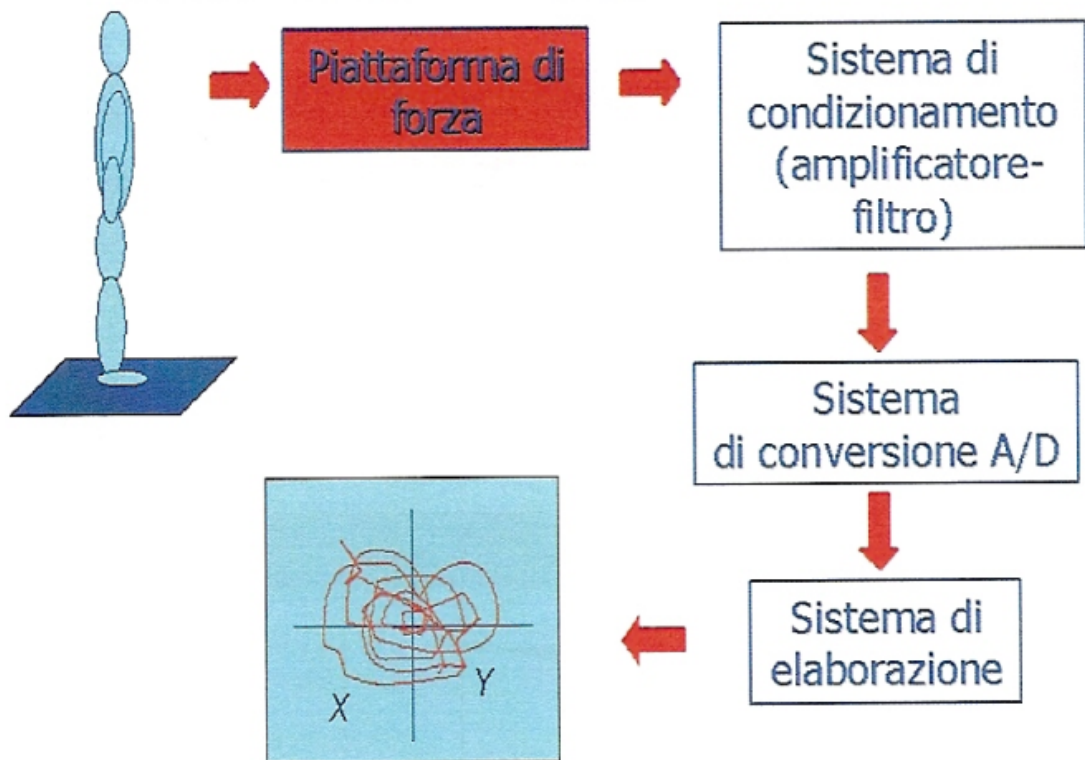 Piattaforma di
forza
Sistema di
condizionamento
(amplificatore-
filtro)
Sistema
di conversione A/D
Sistema di
elaborazione
X
Y